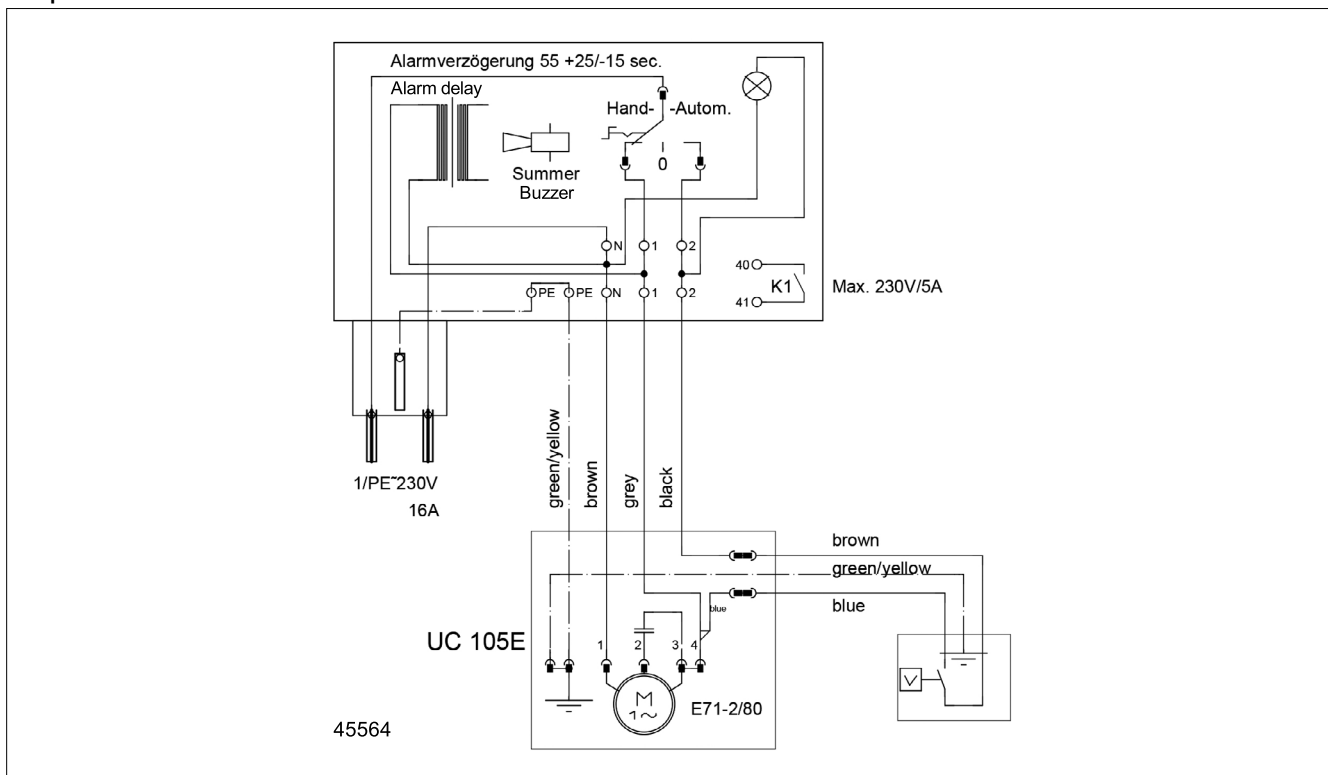 Alarmverzögerung 55 +25/-15 sec.
Alarm delay
Hand- -Autom.
0
Summer
Buzzer
N 1 2
40
K1
41
Max. 230V/5A
PE PE N 1 2
1/PE~230V
16A
green/yellow
brown
grey
black
brown
green/yellow
blue
blue
UC 105E
1 2 3 4
M
1~
E71-2/80
45564